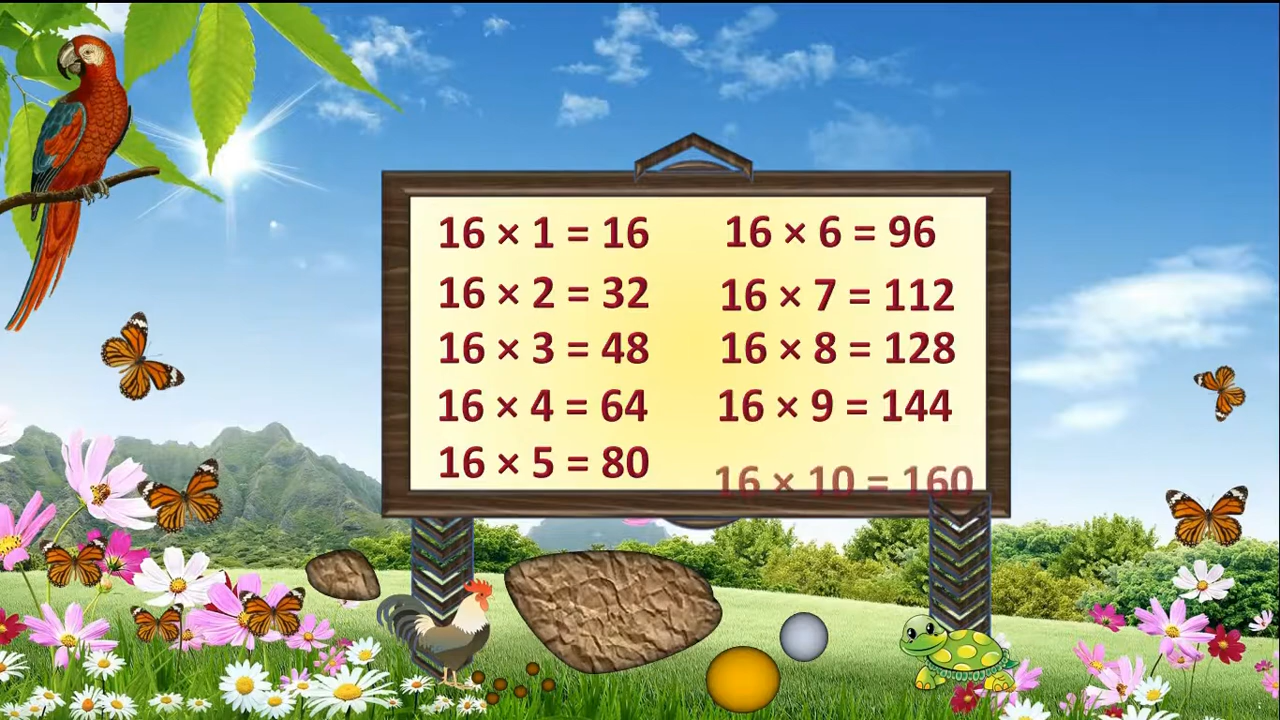 16 × 1 = 16
16 × 2 = 32
16 × 3 = 48
16 × 4 = 64
16 × 5 = 80
16 × 6 = 96
16 × 7 = 112
16 × 8 = 128
16 × 9 = 144
16 × 10 = 160